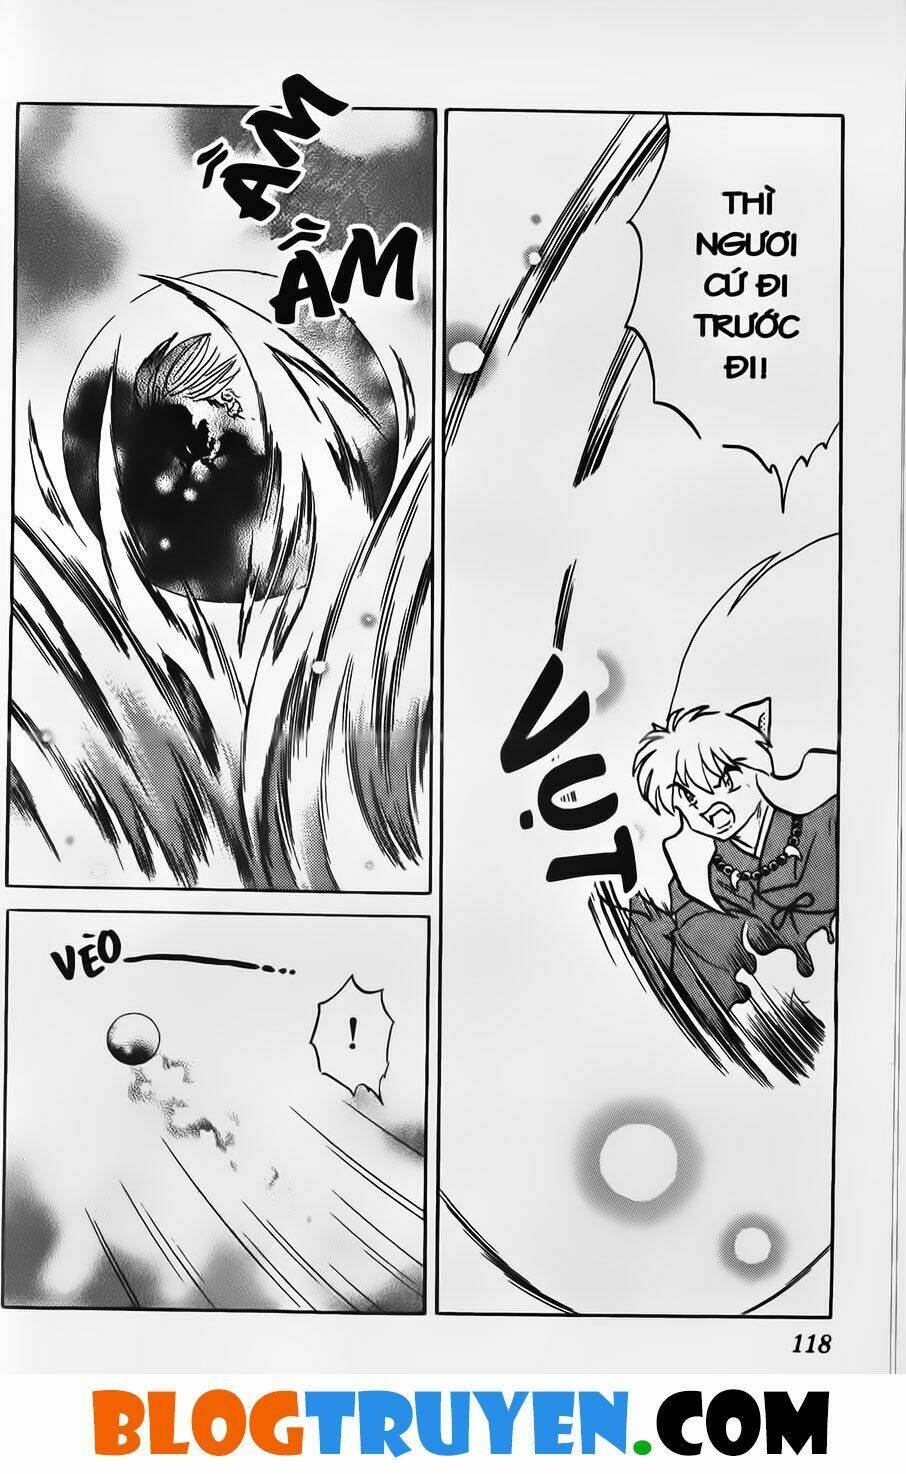 THÌ
NGƯƠI
CỨ ĐI
TRƯỚC
ĐI!
VỤT
ẦM
ẦM
VÈO
!
118
BLOGTRUYEN.COM